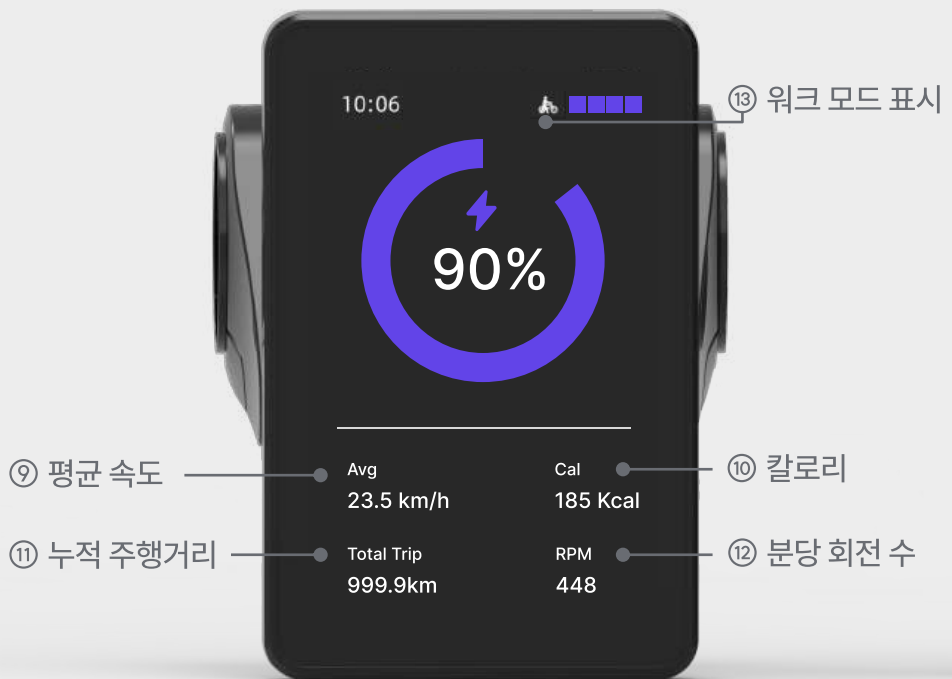 10:06
⑬ 워크 모드 표시
90%
⑨ 평균 속도
Avg
23.5 km/h
Cal
185 Kcal
⑩ 칼로리
⑪ 누적 주행거리
Total Trip
999.9km
RPM
448
⑫ 분당 회전 수